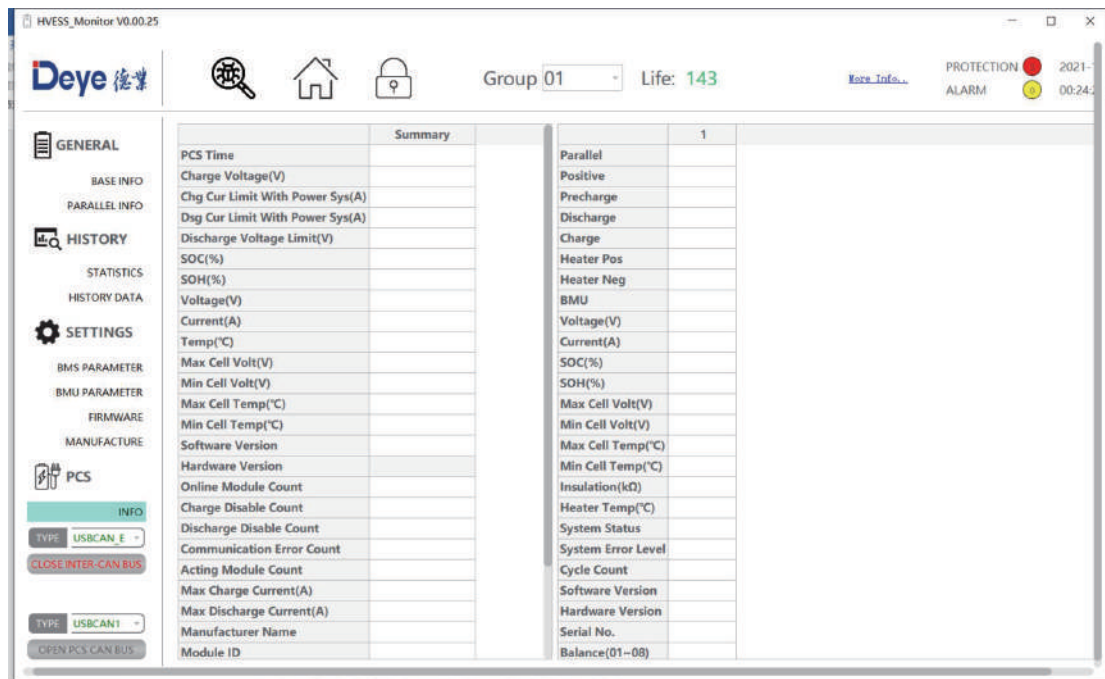 HVESS_Monitor V0.00.25
Deye 德业
Group 01 Life: 143
More Info...
PROTECTION
ALARM 0
2021-
00:24:
GENERAL
BASE INFO
PARALLEL INFO
HISTORY
STATISTICS
HISTORY DATA
SETTINGS
BMS PARAMETER
BMU PARAMETER
FIRMWARE
MANUFACTURE
PCS
INFO
TYPE USBCAN_E
CLOSE INTER-CAN BUS
TYPE USBCAN1
OPEN PCS CAN BUS
Summary
PCS Time
Charge Voltage(V)
Chg Cur Limit With Power Sys(A)
Dsg Cur Limit With Power Sys(A)
Discharge Voltage Limit(V)
SOC(%)
SOH(%)
Voltage(V)
Current(A)
Temp(℃)
Max Cell Volt(V)
Min Cell Volt(V)
Max Cell Temp(℃)
Min Cell Temp(℃)
Software Version
Hardware Version
Online Module Count
Charge Disable Count
Discharge Disable Count
Communication Error Count
Acting Module Count
Max Charge Current(A)
Max Discharge Current(A)
Manufacturer Name
Module ID
1
Parallel
Positive
Precharge
Discharge
Charge
Heater Pos
Heater Neg
BMU
Voltage(V)
Current(A)
SOC(%)
SOH(%)
Max Cell Volt(V)
Min Cell Volt(V)
Max Cell Temp(℃)
Min Cell Temp(℃)
Insulation(kΩ)
Heater Temp(℃)
System Status
System Error Level
Cycle Count
Software Version
Hardware Version
Serial No.
Balance(01~08)